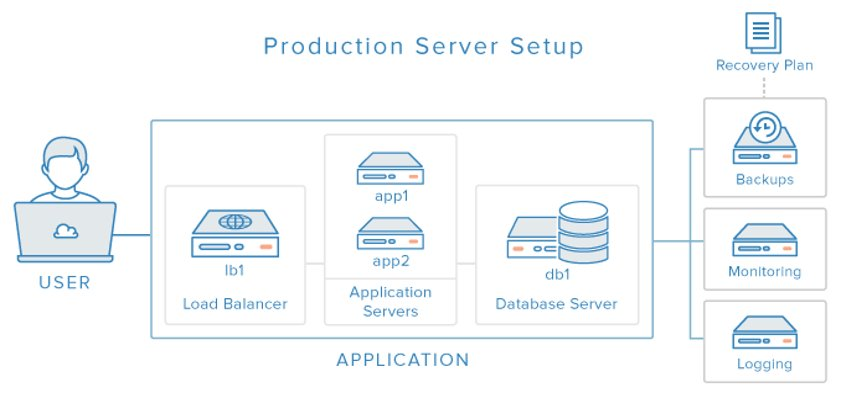 Production Server Setup
Recovery Plan
USER
lb1
Load Balancer
app1
app2
Application
Servers
db1
Database Server
APPLICATION
Backups
Monitoring
Logging